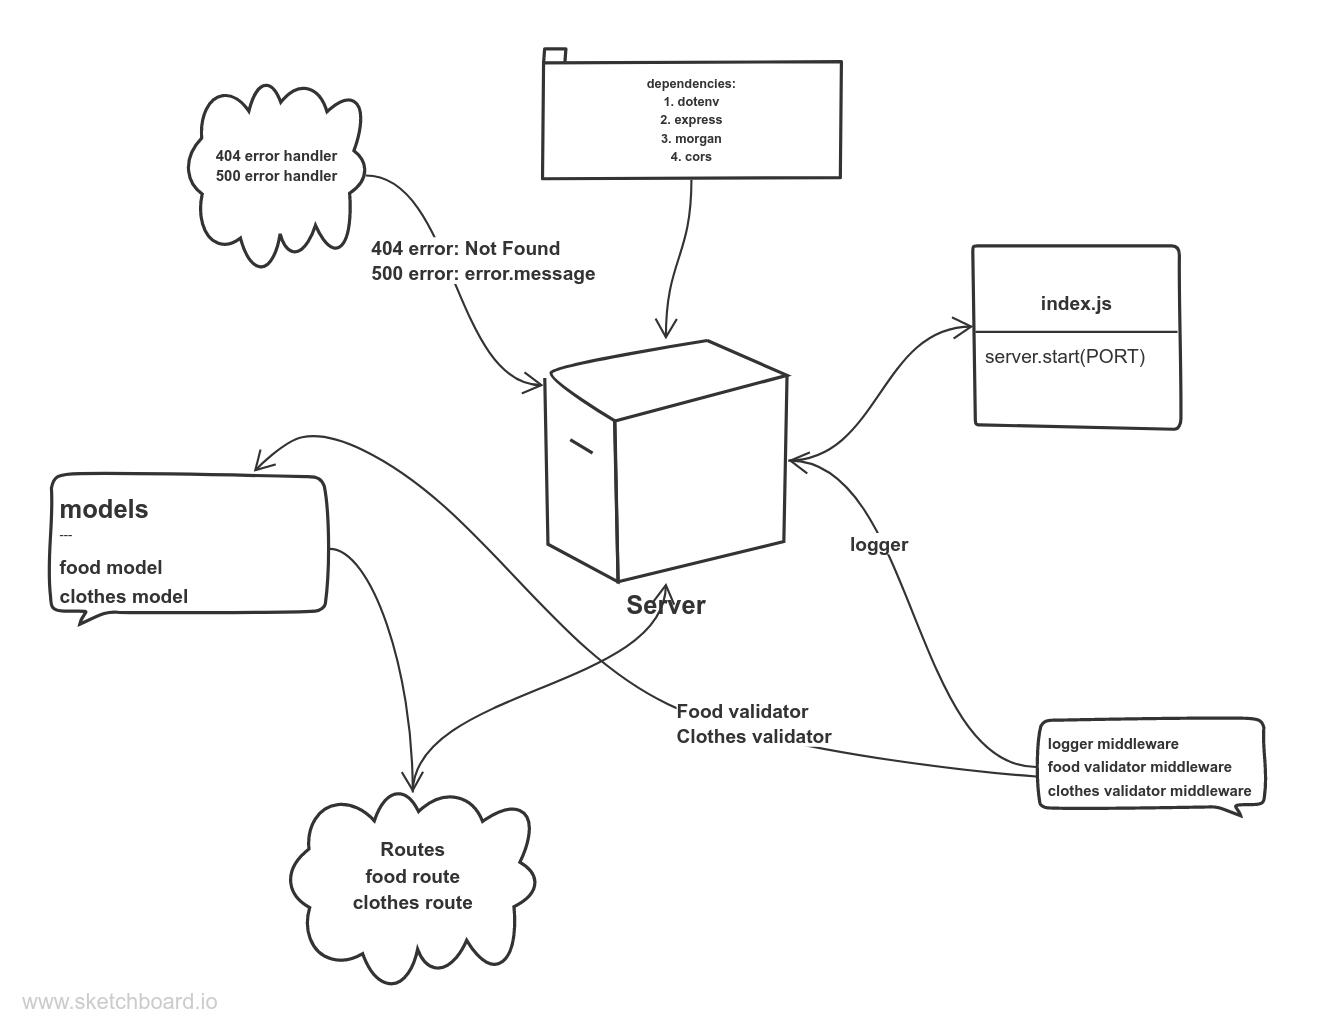 dependencies:
1. dotenv
2. express
3. morgan
4. cors
404 error handler
500 error handler
404 error: Not Found
500 error: error.message
index.js
server.start(PORT)
models
---
food model
clothes model
logger
Server
Food validator
Clothes validator
logger middleware
food validator middleware
clothes validator middleware
Routes
food route
clothes route
www.sketchboard.io